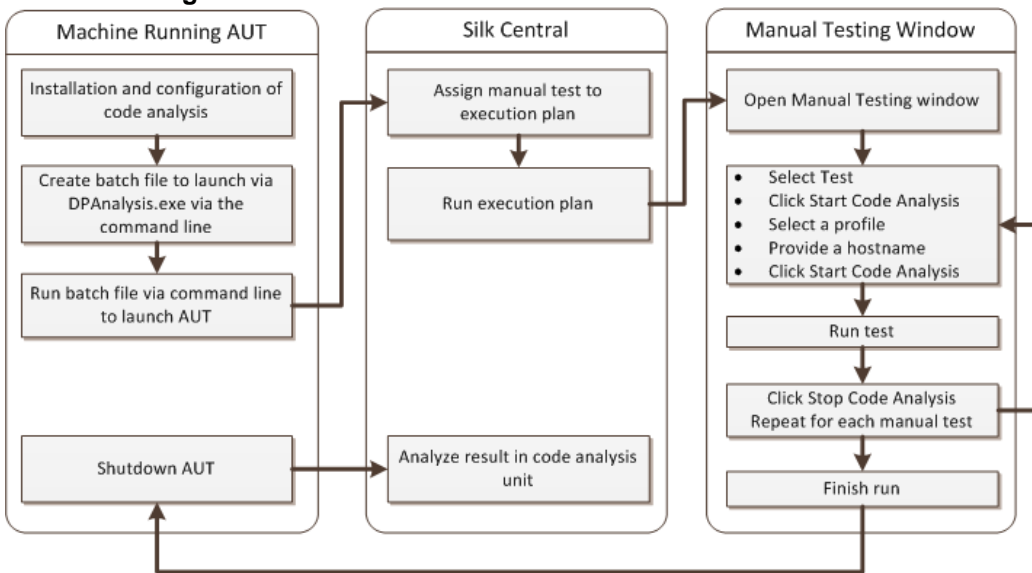 Machine Running AUT
Installation and configuration of
code analysis
Create batch file to launch via
DPAnalysis.exe via the
command line
Run batch file via command line
to launch AUT
Shutdown AUT
Silk Central
Assign manual test to
execution plan
Run execution plan
Analyze result in code analysis
unit
Manual Testing Window
Open Manual Testing window
• Select Test
• Click Start Code Analysis
• Select a profile
• Provide a hostname
• Click Start Code Analysis
Run test
Click Stop Code Analysis
Repeat for each manual test
Finish run